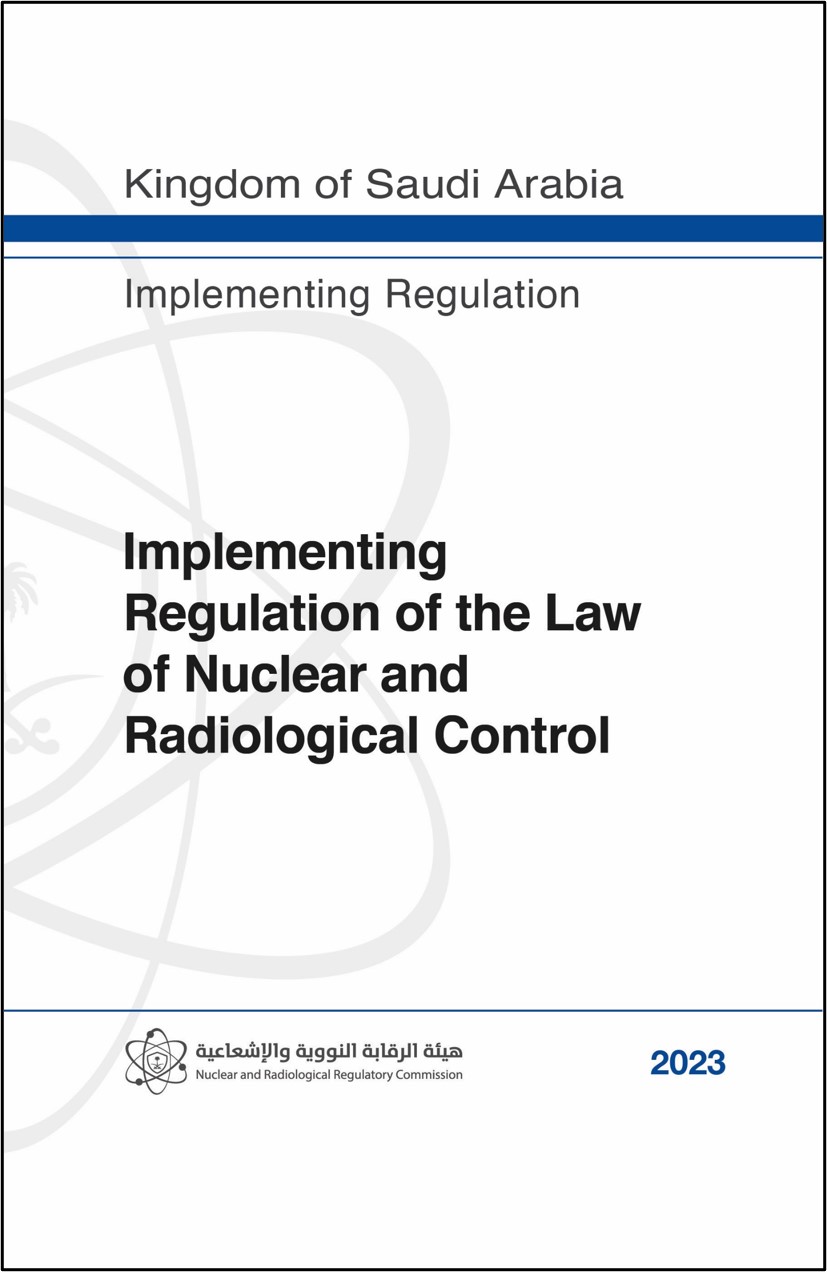 Kingdom of Saudi Arabia
Implementing Regulation
Implementing
Regulation of the Law
of Nuclear and
Radiological Control
هيئة الرقابة النووية والإشعاعية
Nuclear and Radiological Regulatory Commission
2023